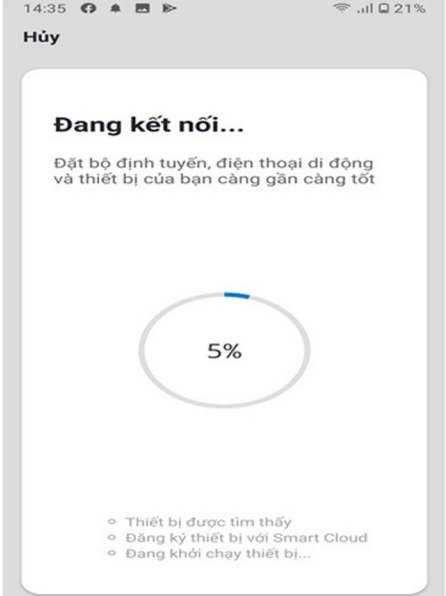 14:35
21%
Hủy
Đang kết nối...
Đặt bộ định tuyến, điện thoại di động
và thiết bị của bạn càng gần càng tốt
5%
Thiết bị được tìm thấy
Đăng ký thiết bị với Smart Cloud
Đang khởi chạy thiết bị...